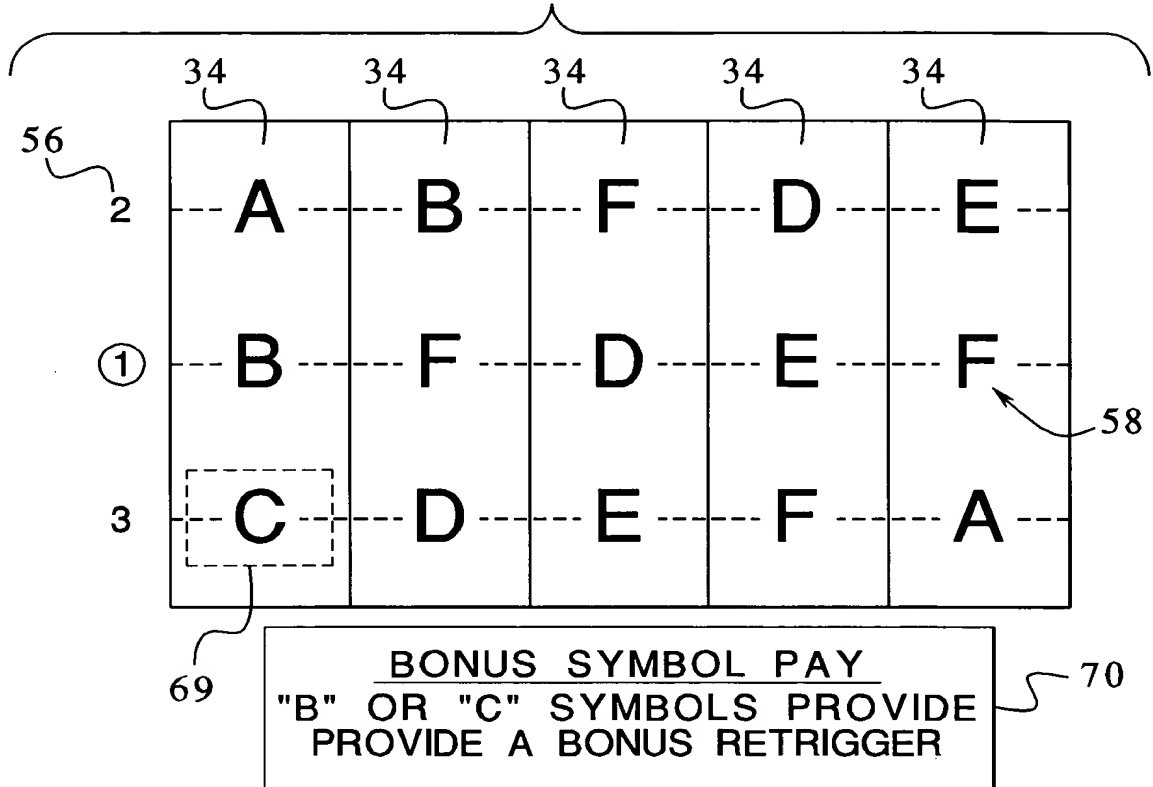 34 34 34 34 34
56
2 A B F D E
1 B F D E F
58
3 C D E F A
69
BONUS SYMBOL PAY
70
"B" OR "C" SYMBOLS PROVIDE
PROVIDE A BONUS RETRIGGER